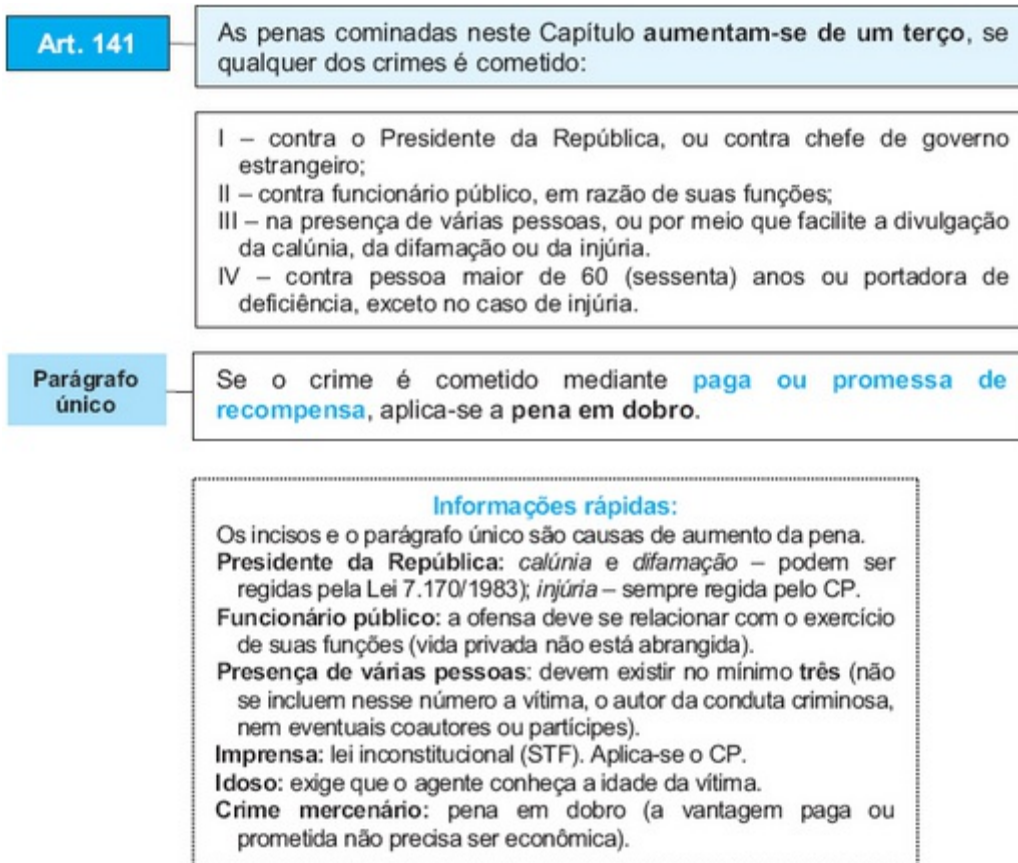 Art. 141
As penas cominadas neste Capítulo aumentam-se de um terço, se
qualquer dos crimes é cometido:
I – contra o Presidente da República, ou contra chefe de governo
estrangeiro;
II – contra funcionário público, em razão de suas funções;
III – na presença de várias pessoas, ou por meio que facilite a divulgação
da calúnia, da difamação ou da injúria.
IV – contra pessoa maior de 60 (sessenta) anos ou portadora de
deficiência, exceto no caso de injúria.
Parágrafo
único
Se o crime é cometido mediante paga ou promessa de
recompensa, aplica-se a pena em dobro.
Informações rápidas:
Os incisos e o parágrafo único são causas de aumento da pena.
Presidente da República: calúnia e difamação – podem ser
regidas pela Lei 7.170/1983); injúria – sempre regida pelo CP.
Funcionário público: a ofensa deve se relacionar com o exercício
de suas funções (vida privada não está abrangida).
Presença de várias pessoas: devem existir no mínimo três (não
se incluem nesse número a vítima, o autor da conduta criminosa,
nem eventuais coautores ou partícipes).
Imprensa: lei inconstitucional (STF). Aplica-se o CP.
Idoso: exige que o agente conheça a idade da vítima.
Crime mercenário: pena em dobro (a vantagem paga ou
prometida não precisa ser econômica).